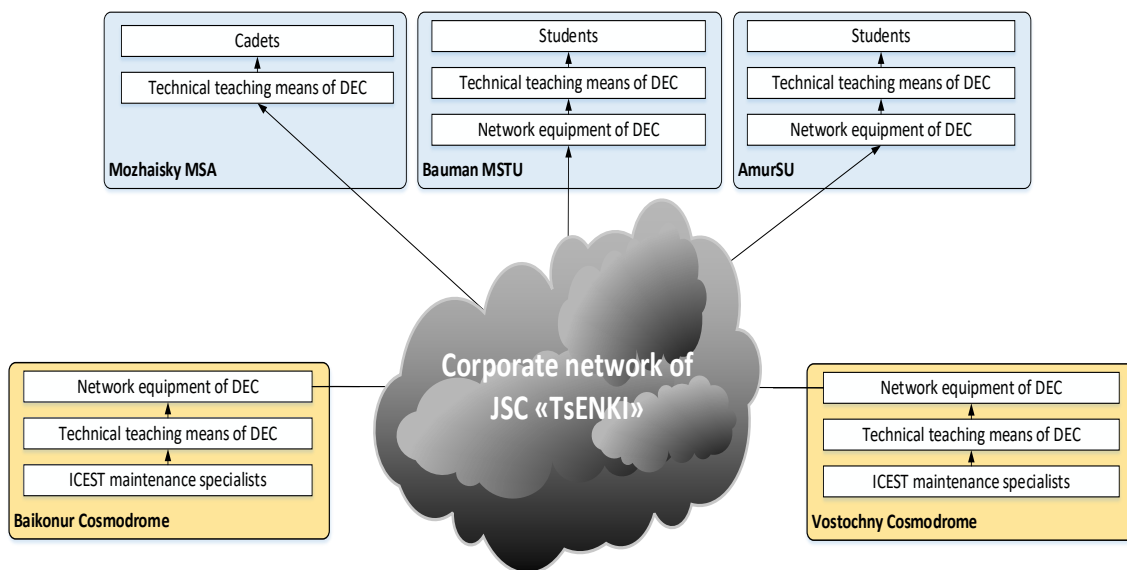 Cadets
Technical teaching means of DEC
Mozhaisky MSA
Students
Technical teaching means of DEC
Network equipment of DEC
Bauman MSTU
Students
Technical teaching means of DEC
Network equipment of DEC
AmurSU
Corporate network of
JSC «TsENKI»
Network equipment of DEC
Technical teaching means of DEC
ICEST maintenance specialists
Baikonur Cosmodrome
Network equipment of DEC
Technical teaching means of DEC
ICEST maintenance specialists
Vostochny Cosmodrome